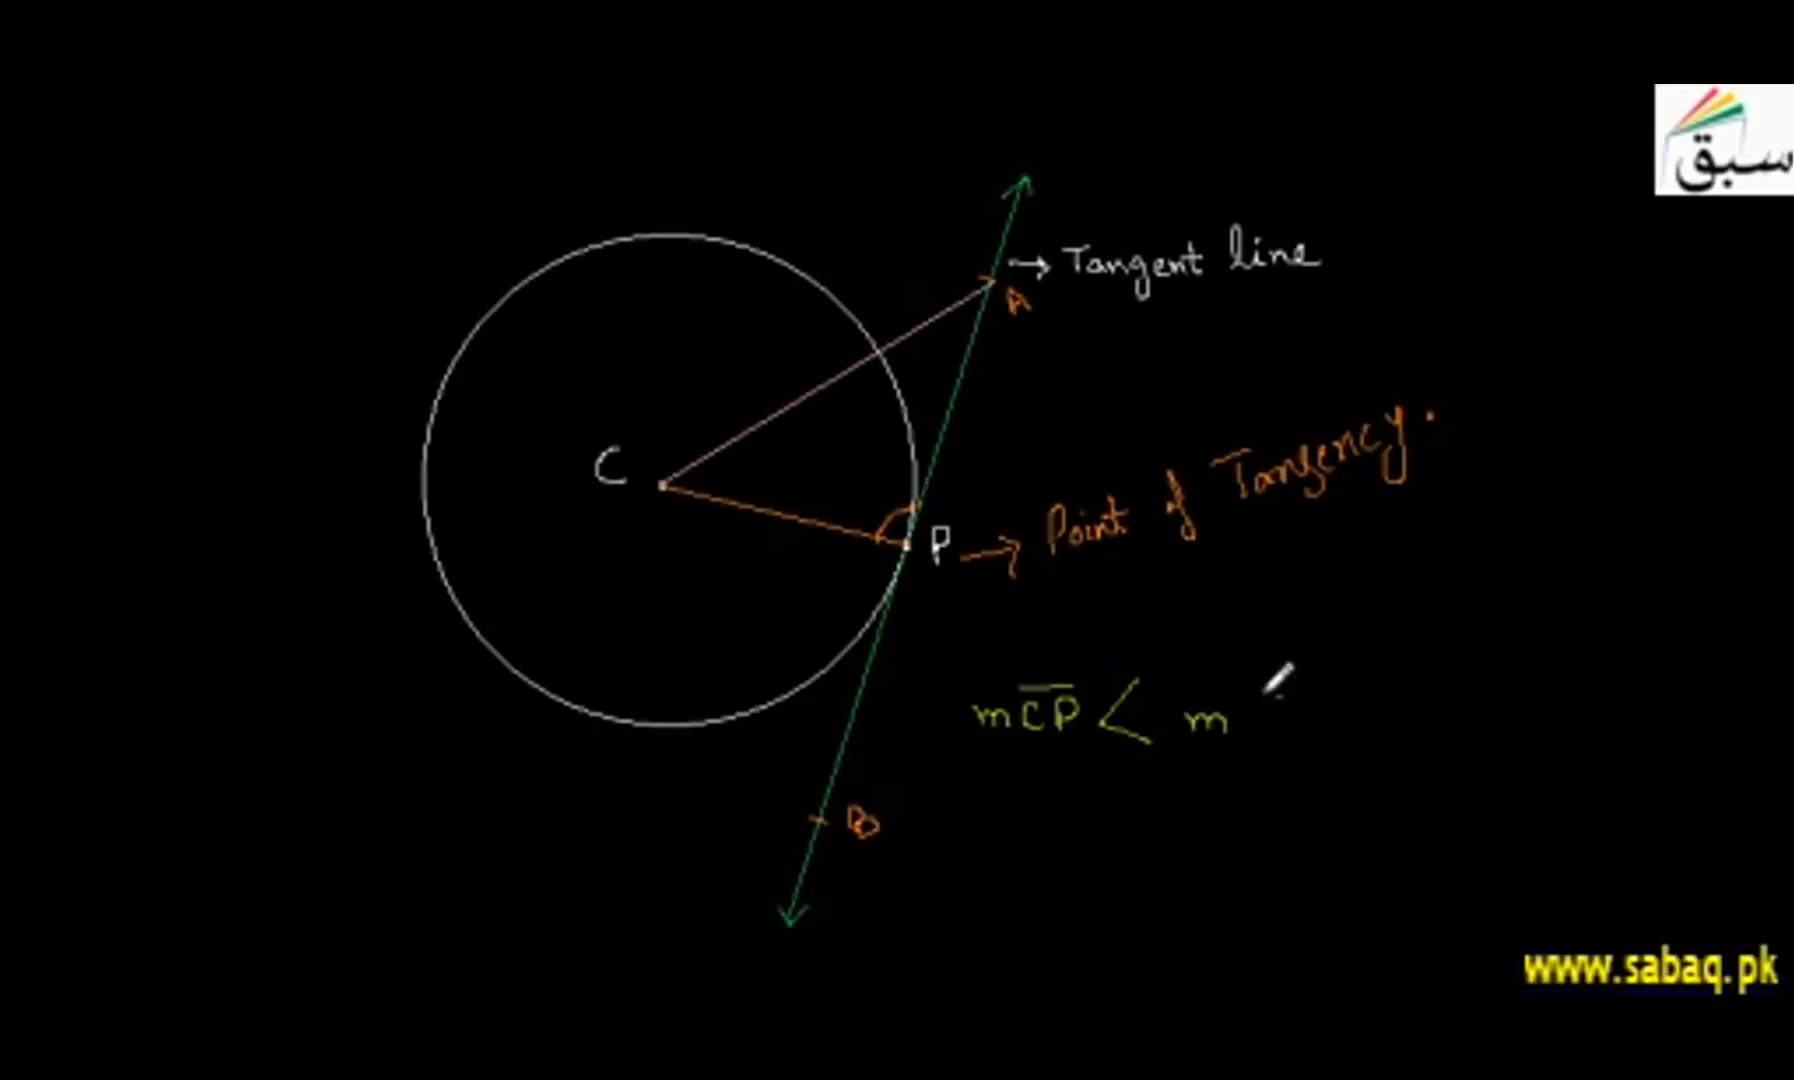 سبق
→ Tangent line
A
C
P → Point of Tangency.
mCP < m
B
www.sabaq.pk